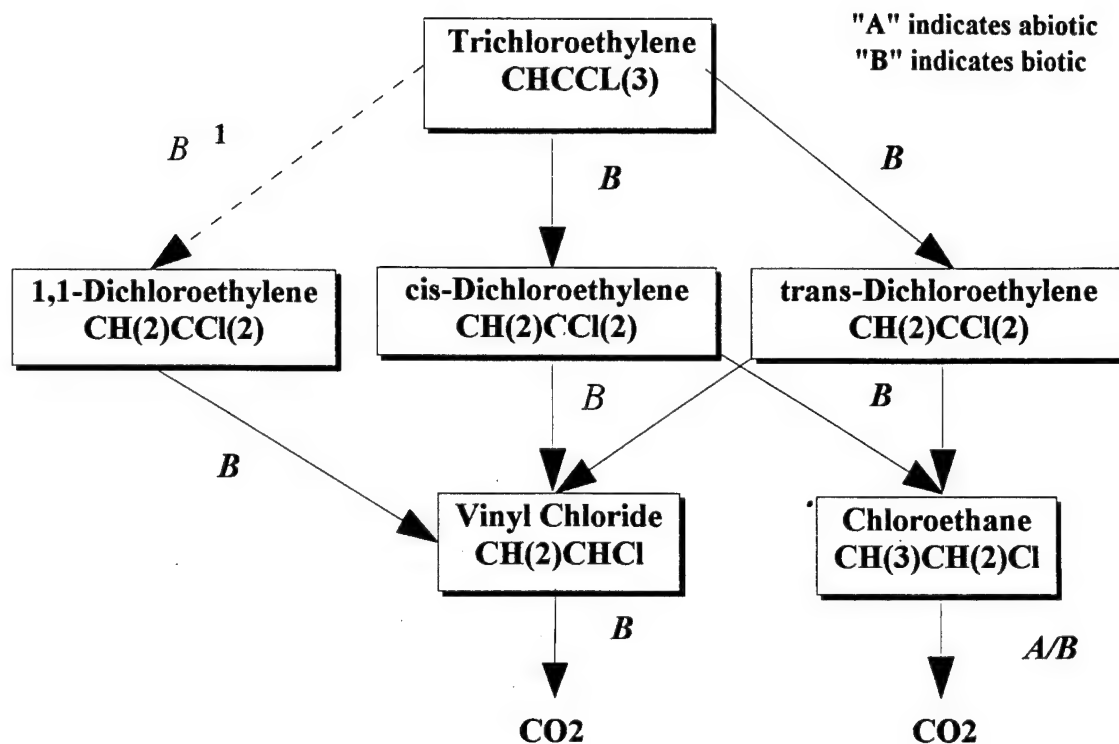 "A" indicates abiotic
"B" indicates biotic
Trichloroethylene
CHCCL(3)
B 1
B
B
1,1-Dichloroethylene
CH(2)CCl(2)
cis-Dichloroethylene
CH(2)CCl(2)
trans-Dichloroethylene
CH(2)CCl(2)
B
B
B
Vinyl Chloride
CH(2)CHCl
Chloroethane
CH(3)CH(2)Cl
B
A/B
CO2
CO2